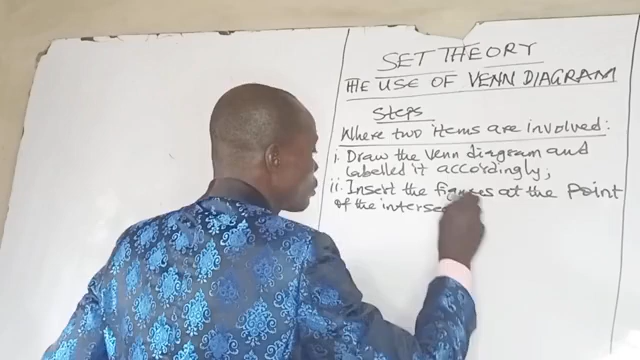 SET THEORY
THE USE OF VENN DIAGRAM
Steps
Where two items are involved:
i. Draw the Venn diagram and
labelled it accordingly;
ii. Insert the figures at the point
of the interse